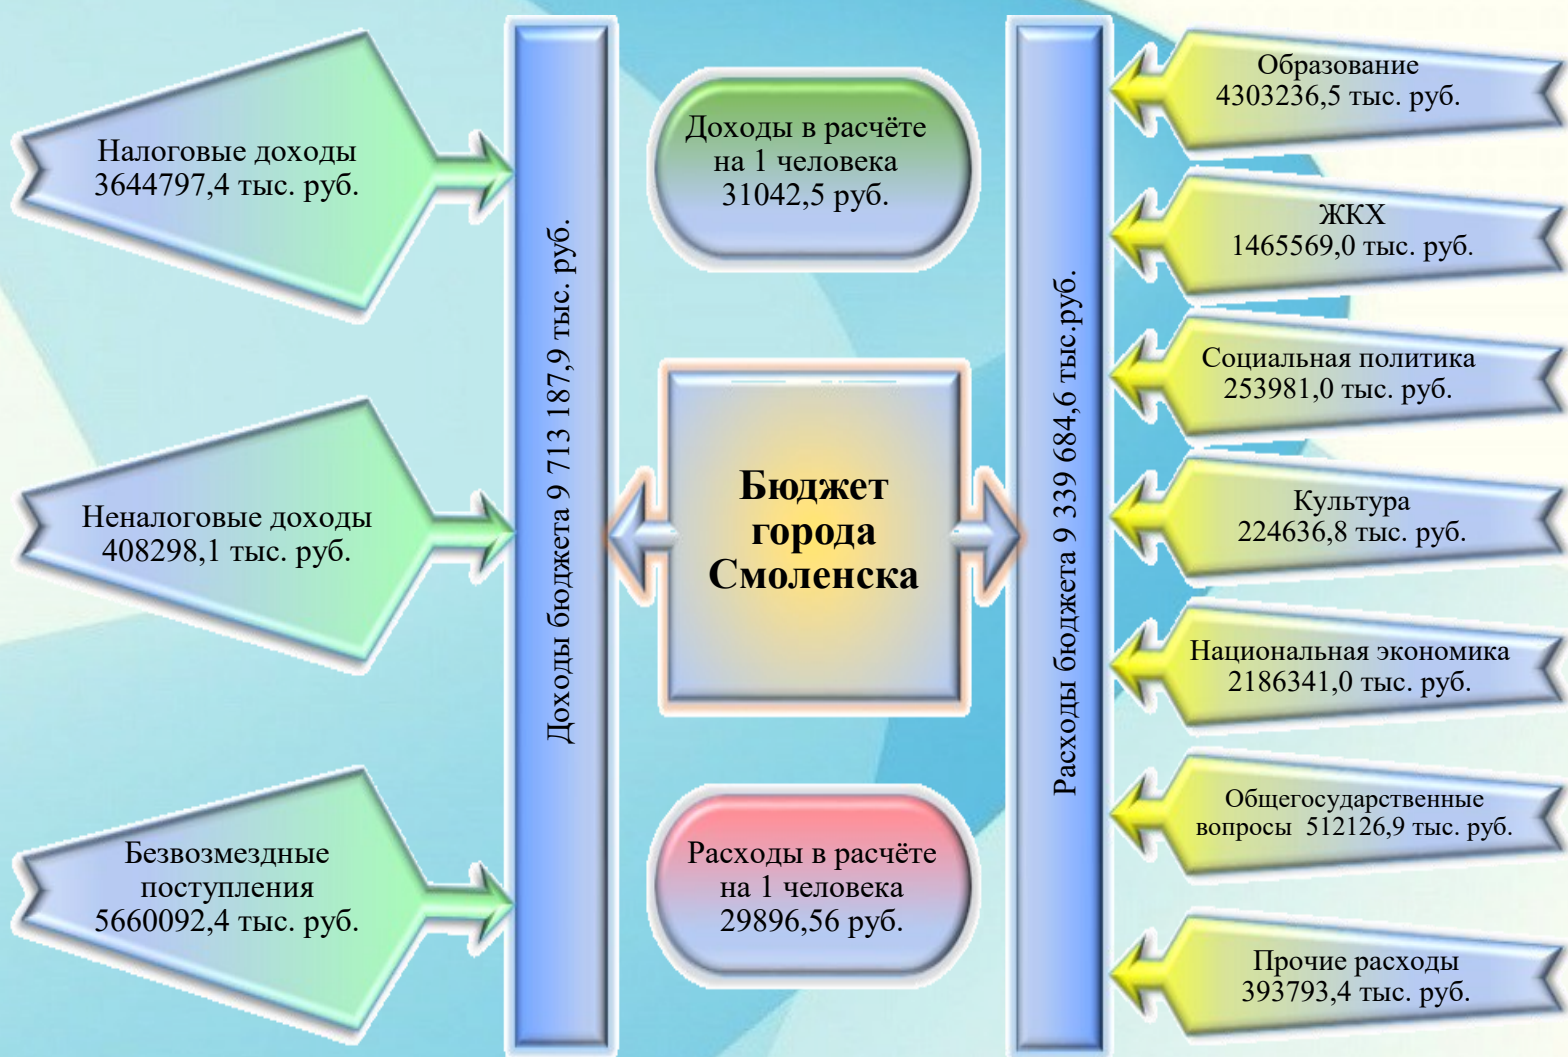 Налоговые доходы
3644797,4 тыс. руб.
Неналоговые доходы
408298,1 тыс. руб.
Безвозмездные
поступления
5660092,4 тыс. руб.
Доходы бюджета 9 713 187,9 тыс. руб.
Доходы в расчёте
на 1 человека
31042,5 руб.
Бюджет
города
Смоленска
Расходы в расчёте
на 1 человека
29896,56 руб.
Расходы бюджета 9 339 684,6 тыс.руб.
Образование
4303236,5 тыс. руб.
ЖКХ
1465569,0 тыс. руб.
Социальная политика
253981,0 тыс. руб.
Культура
224636,8 тыс. руб.
Национальная экономика
2186341,0 тыс. руб.
Общегосударственные
вопросы 512126,9 тыс. руб.
Прочие расходы
393793,4 тыс. руб.